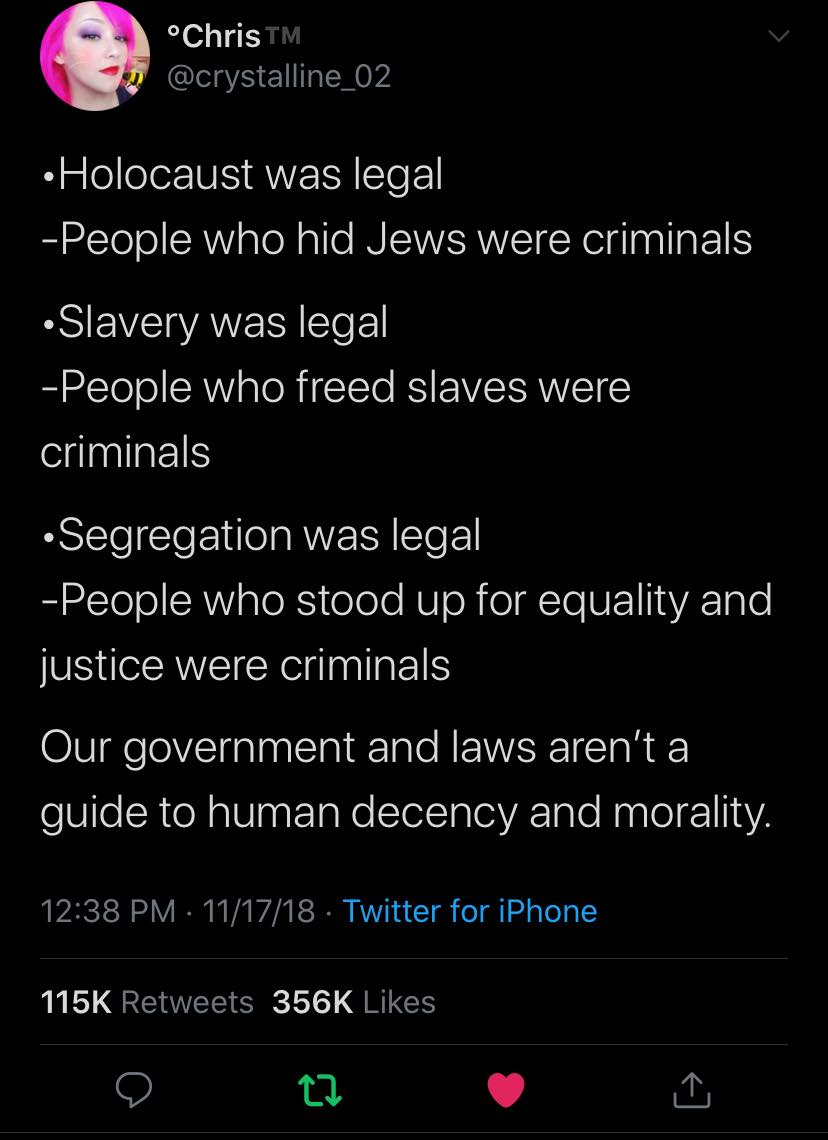 °Chris™
@crystalline_02
•Holocaust was legal
-People who hid Jews were criminals
•Slavery was legal
-People who freed slaves were
criminals
•Segregation was legal
-People who stood up for equality and
justice were criminals
Our government and laws aren’t a
guide to human decency and morality.
12:38 PM · 11/17/18 · Twitter for iPhone
115K Retweets 356K Likes